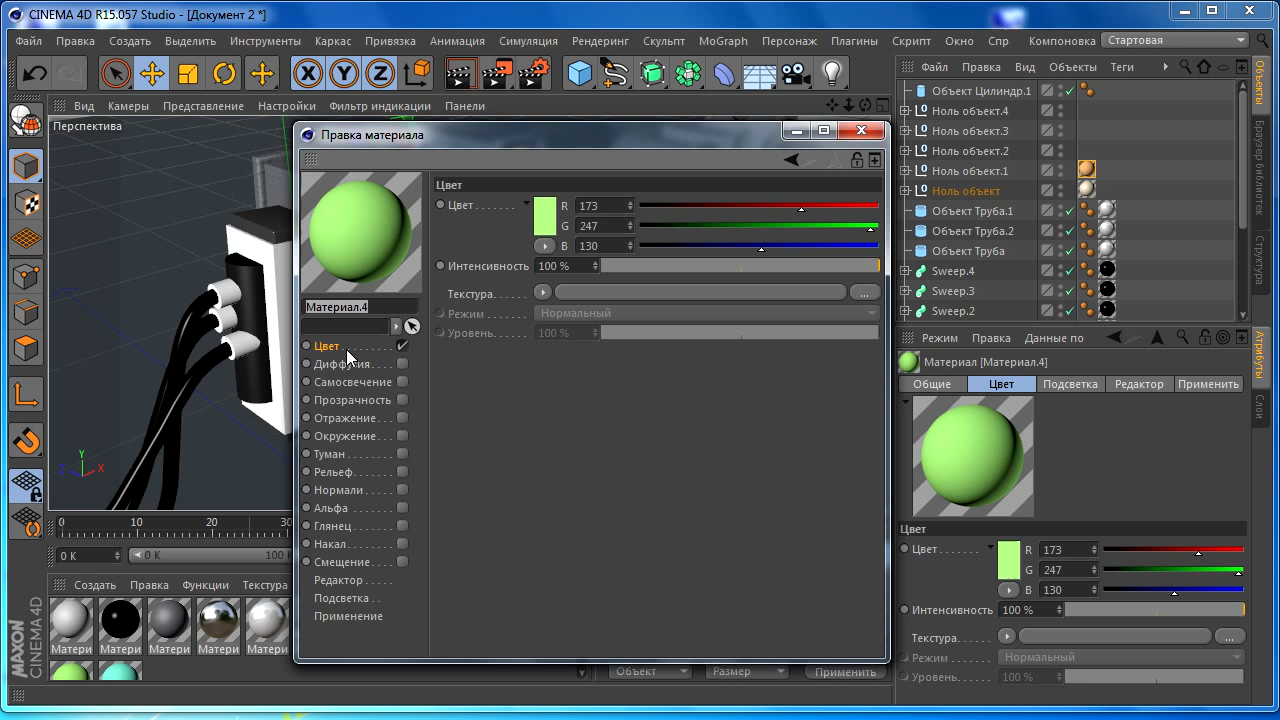 CINEMA 4D R15.057 Studio - [Документ 2 *]
Файл Правка Создать Выделить Инструменты Каркас Привязка Анимация Симуляция Рендеринг Скульпт MoGraph Персонаж Плагины Скрипт Окно Спр Компоновка Стартовая
X Y Z
Вид Камеры Представление Настройки Фильтр индикации Панели
Перспектива
Y
Z X
0 10 20 30
0 K 0 K 100 K
Создать Правка Функции Текстура
Матери Матери Матери Матери Матери
MAXON
CINEMA 4D
Правка материала
Материал.4
Цвет
Диффузия
Самосвечение
Прозрачность
Отражение
Окружение
Туман
Рельеф
Нормали
Альфа
Глянец
Накал
Смещение
Редактор
Подсветка
Применение
Цвет
Цвет R 173
G 247
B 130
Интенсивность 100 %
Текстура ...
Режим Нормальный
Уровень 100 %
Объект Размер Применить
Файл Правка Вид Объекты Теги
Объект Цилиндр.1
Ноль объект.4
Ноль объект.3
Ноль объект.2
Ноль объект.1
Ноль объект
Объект Труба.1
Объект Труба.2
Объект Труба
Sweep.4
Sweep.3
Sweep.2
Объекты
Браузер библиотек
Структура
Режим Правка Данные по
Материал [Материал.4]
Общие Цвет Подсветка Редактор Применить
Цвет
Цвет R 173
G 247
B 130
Интенсивность 100 %
Текстура ...
Режим Нормальный
Уровень 100 %
Атрибуты
Слои